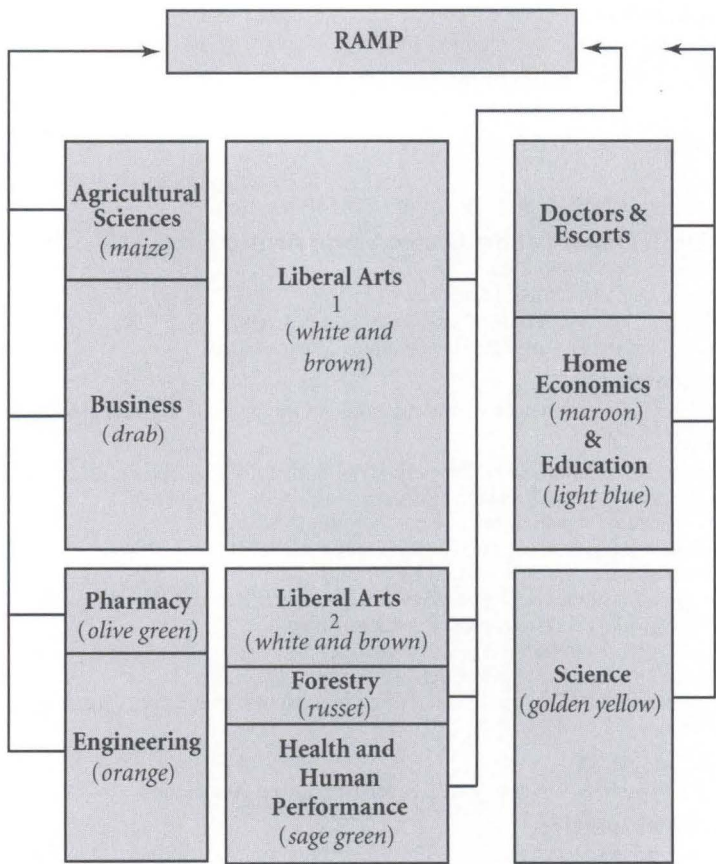 RAMP
Agricultural
Sciences
(maize)
Business
(drab)
Liberal Arts
1
(white and
brown)
Doctors &
Escorts
Home
Economics
(maroon)
&
Education
(light blue)
Pharmacy
(olive green)
Engineering
(orange)
Liberal Arts
2
(white and brown)
Forestry
(russet)
Health and
Human
Performance
(sage green)
Science
(golden yellow)